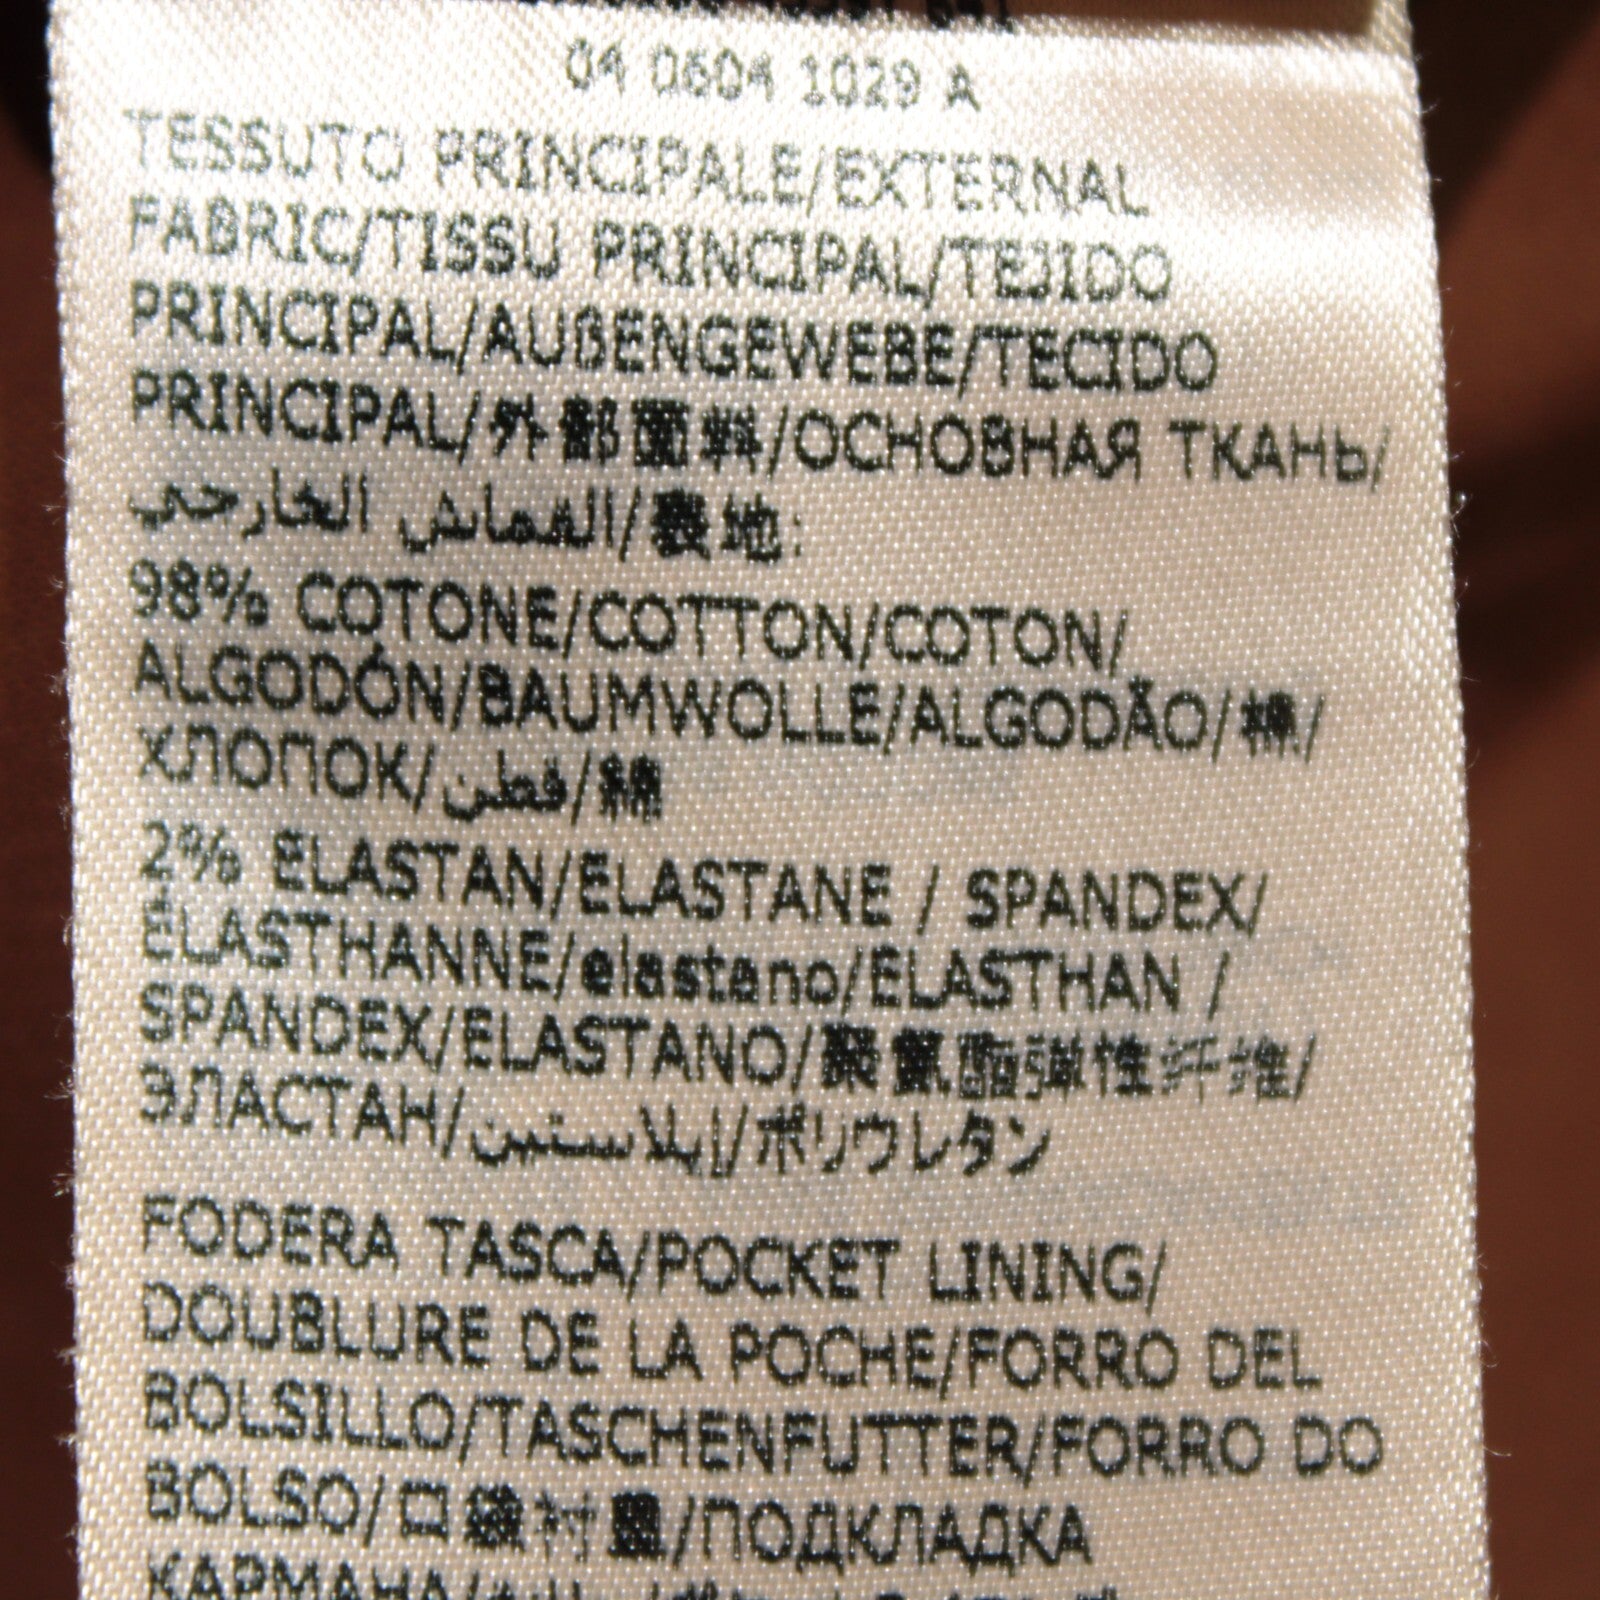 04 0604 1029 A
TESSUTO PRINCIPALE/EXTERNAL
FABRIC/TISSU PRINCIPAL/TEJIDO
PRINCIPAL/AUßENGEWEBE/TECIDO
PRINCIPAL/外部面料/ОСНОВНАЯ ТКАНЬ/
القماش الخارجي/表地:
98% COTONE/COTTON/COTON/
ALGODÓN/BAUMWOLLE/ALGODÃO/棉/
ХЛОПОК/قطن/綿
2% ELASTAN/ELASTANE / SPANDEX/
ÉLASTHANNE/elastano/ELASTHAN /
SPANDEX/ELASTANO/聚氨酯弹性纤维/
ЭЛАСТАН/إيلاستين/ポリウレタン
FODERA TASCA/POCKET LINING/
DOUBLURE DE LA POCHE/FORRO DEL
BOLSILLO/TASCHENFUTTER/FORRO DO
BOLSO/口袋衬里/ПОДКЛАДКА
КАРМАНА/